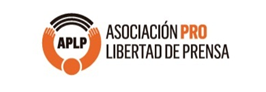 APLP
ASOCIACIÓN PRO
LIBERTAD DE PRENSA